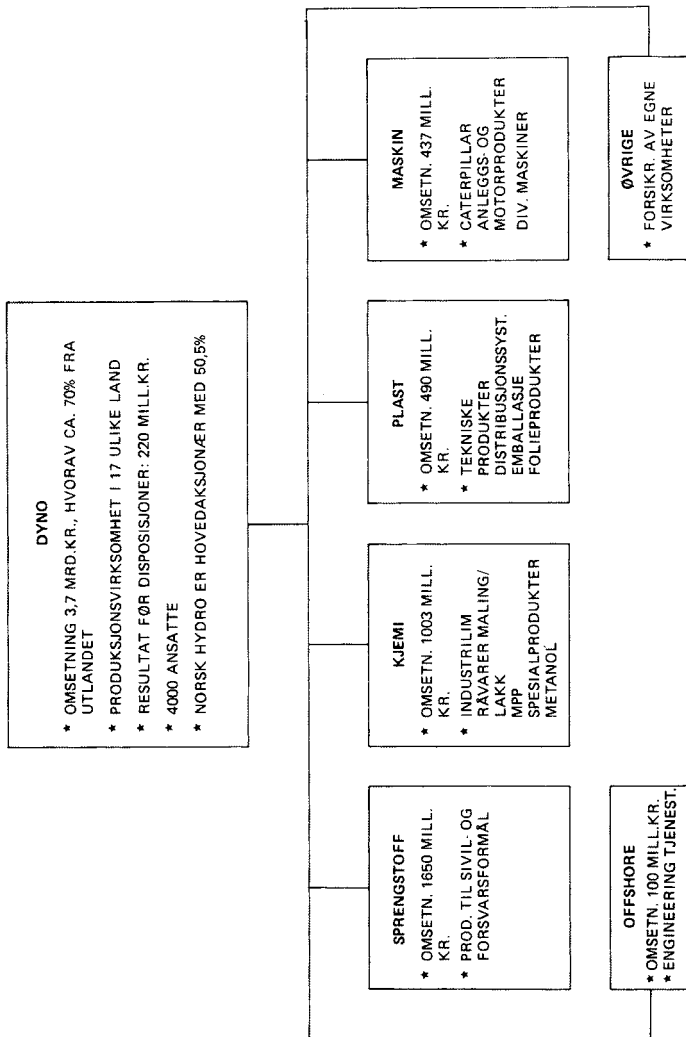 DYNO
★ OMSETNING 3,7 MRD.KR., HVORAV CA. 70% FRA
UTLANDET
★ PRODUKSJONSVIRKSOMHET I 17 ULIKE LAND
★ RESULTAT FØR DISPOSISJONER: 220 MILL.KR.
★ 4000 ANSATTE
★ NORSK HYDRO ER HOVEDAKSJONÆR MED 50,5%
SPRENGSTOFF
★ OMSETN. 1650 MILL.
KR.
★ PROD. TIL SIVIL- OG
FORSVARSFORMÅL
KJEMI
★ OMSETN. 1003 MILL.
KR.
★ INDUSTRILIM
RÅVARER MALING/
LAKK
MPP
SPESIALPRODUKTER
METANOL
PLAST
★ OMSETN. 490 MILL.
KR.
★ TEKNISKE
PRODUKTER
DISTRIBUSJONSSYST.
EMBALLASJE
FOLIEPRODUKTER
MASKIN
★ OMSETN. 437 MILL.
KR.
★ CATERPILLAR
ANLEGGS- OG
MOTORPRODUKTER
DIV. MASKINER
OFFSHORE
★ OMSETN. 100 MILL.KR.
★ ENGINEERING TJENEST.
ØVRIGE
★ FORSIKR. AV EGNE
VIRKSOMHETER